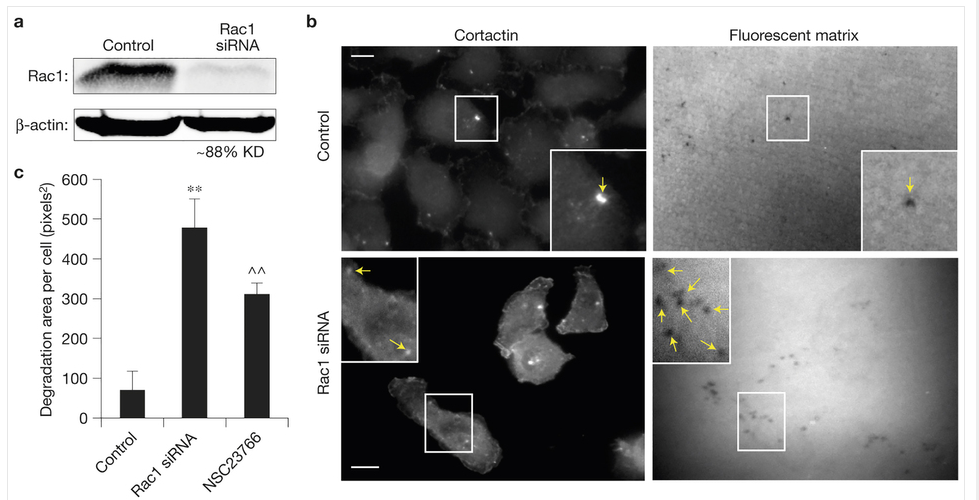 a
Control
Rac1
siRNA
Rac1:
β-actin:
~88% KD
b
Cortactin
Fluorescent matrix
Control
Rac1 siRNA
c
Degradation area per cell (pixels²)
600
500
400
300
200
100
0
**
^^
Control
Rac1 siRNA
NSC23766